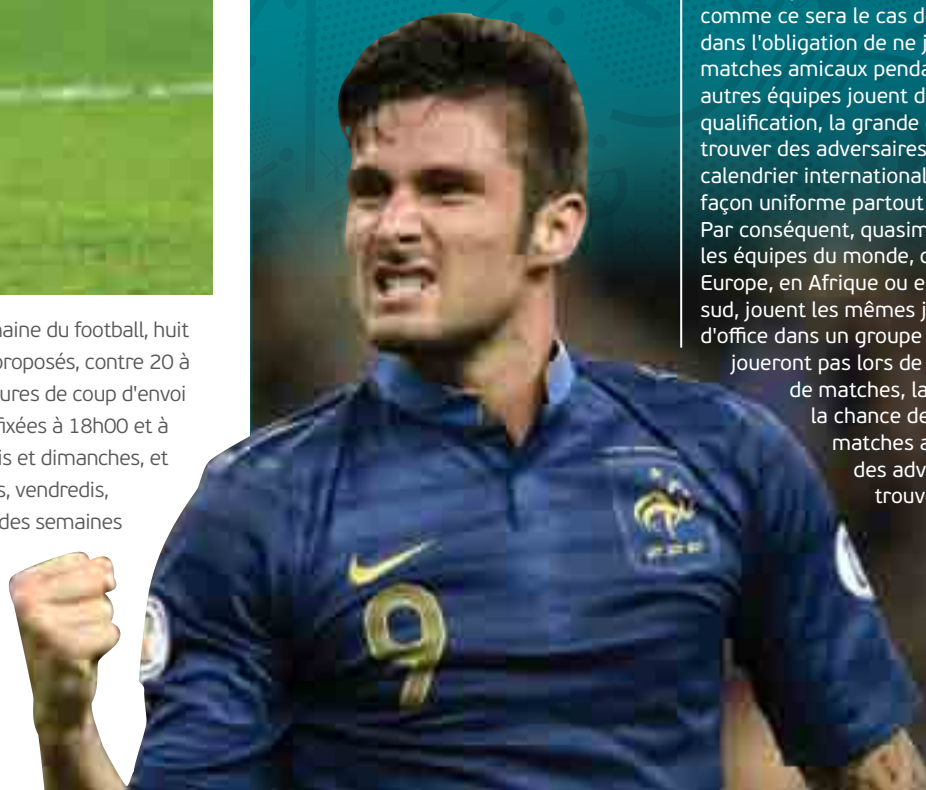 maine du football, huit
proposés, contre 20 à
ures de coup d'envoi
fixées à 18h00 et à
is et dimanches, et
s, vendredis,
des semaines
comme ce sera le cas d
dans l'obligation de ne j
matches amicaux penda
autres équipes jouent d
qualification, la grande
trouver des adversaires
calendrier international
façon uniforme partout
Par conséquent, quasim
les équipes du monde, 
Europe, en Afrique ou e
sud, jouent les mêmes j
d'office dans un groupe
joueront pas lors de
de matches, la
la chance de
matches a
des adv
trouv
9
FFF